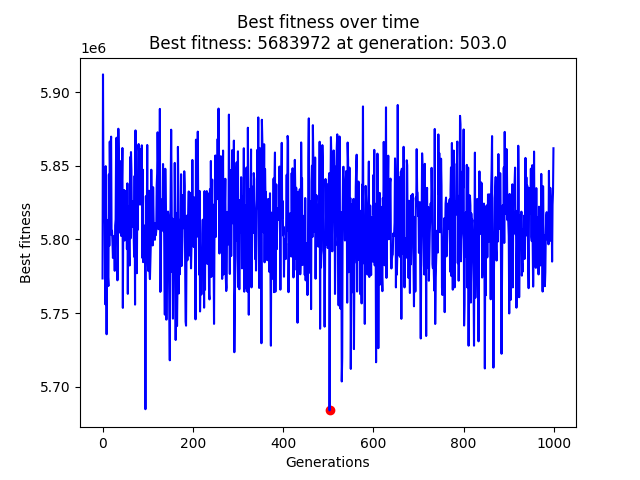 Best fitness over time
Best fitness: 5683972 at generation: 503.0
1e6
5.90
5.85
5.80
5.75
5.70
Best fitness
0
200
400
600
800
1000
Generations